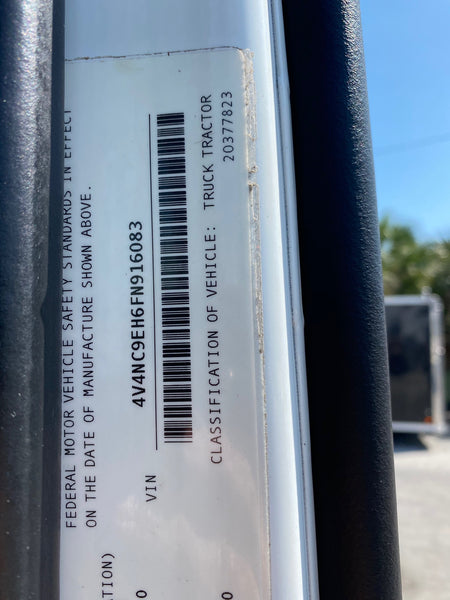 FEDERAL MOTOR VEHICLE SAFETY STANDARDS IN EFFECT
ON THE DATE OF MANUFACTURE SHOWN ABOVE.
VIN 4V4NC9EH6FN916083
CLASSIFICATION OF VEHICLE: TRUCK TRACTOR
20377823